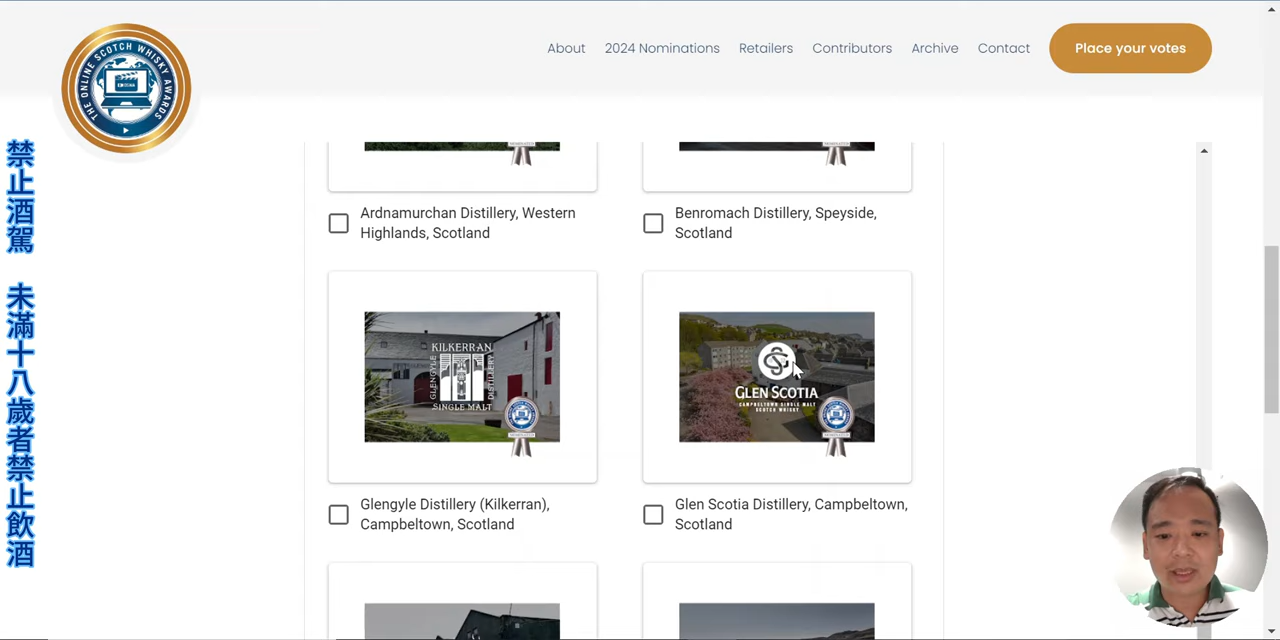 THE ONLINE SCOTCH WHISKY AWARDS
About
2024 Nominations
Retailers
Contributors
Archive
Contact
Place your votes
禁止酒駕
未滿十八歲者禁止飲酒
Ardnamurchan Distillery, Western
Highlands, Scotland
Benromach Distillery, Speyside,
Scotland
KILKERRAN
GLENGYLE
DISTILLERY
SINGLE MALT
GLEN SCOTIA
CAMPBELTOWN SINGLE MALT
SCOTCH WHISKY
Glengyle Distillery (Kilkerran),
Campbeltown, Scotland
Glen Scotia Distillery, Campbeltown,
Scotland